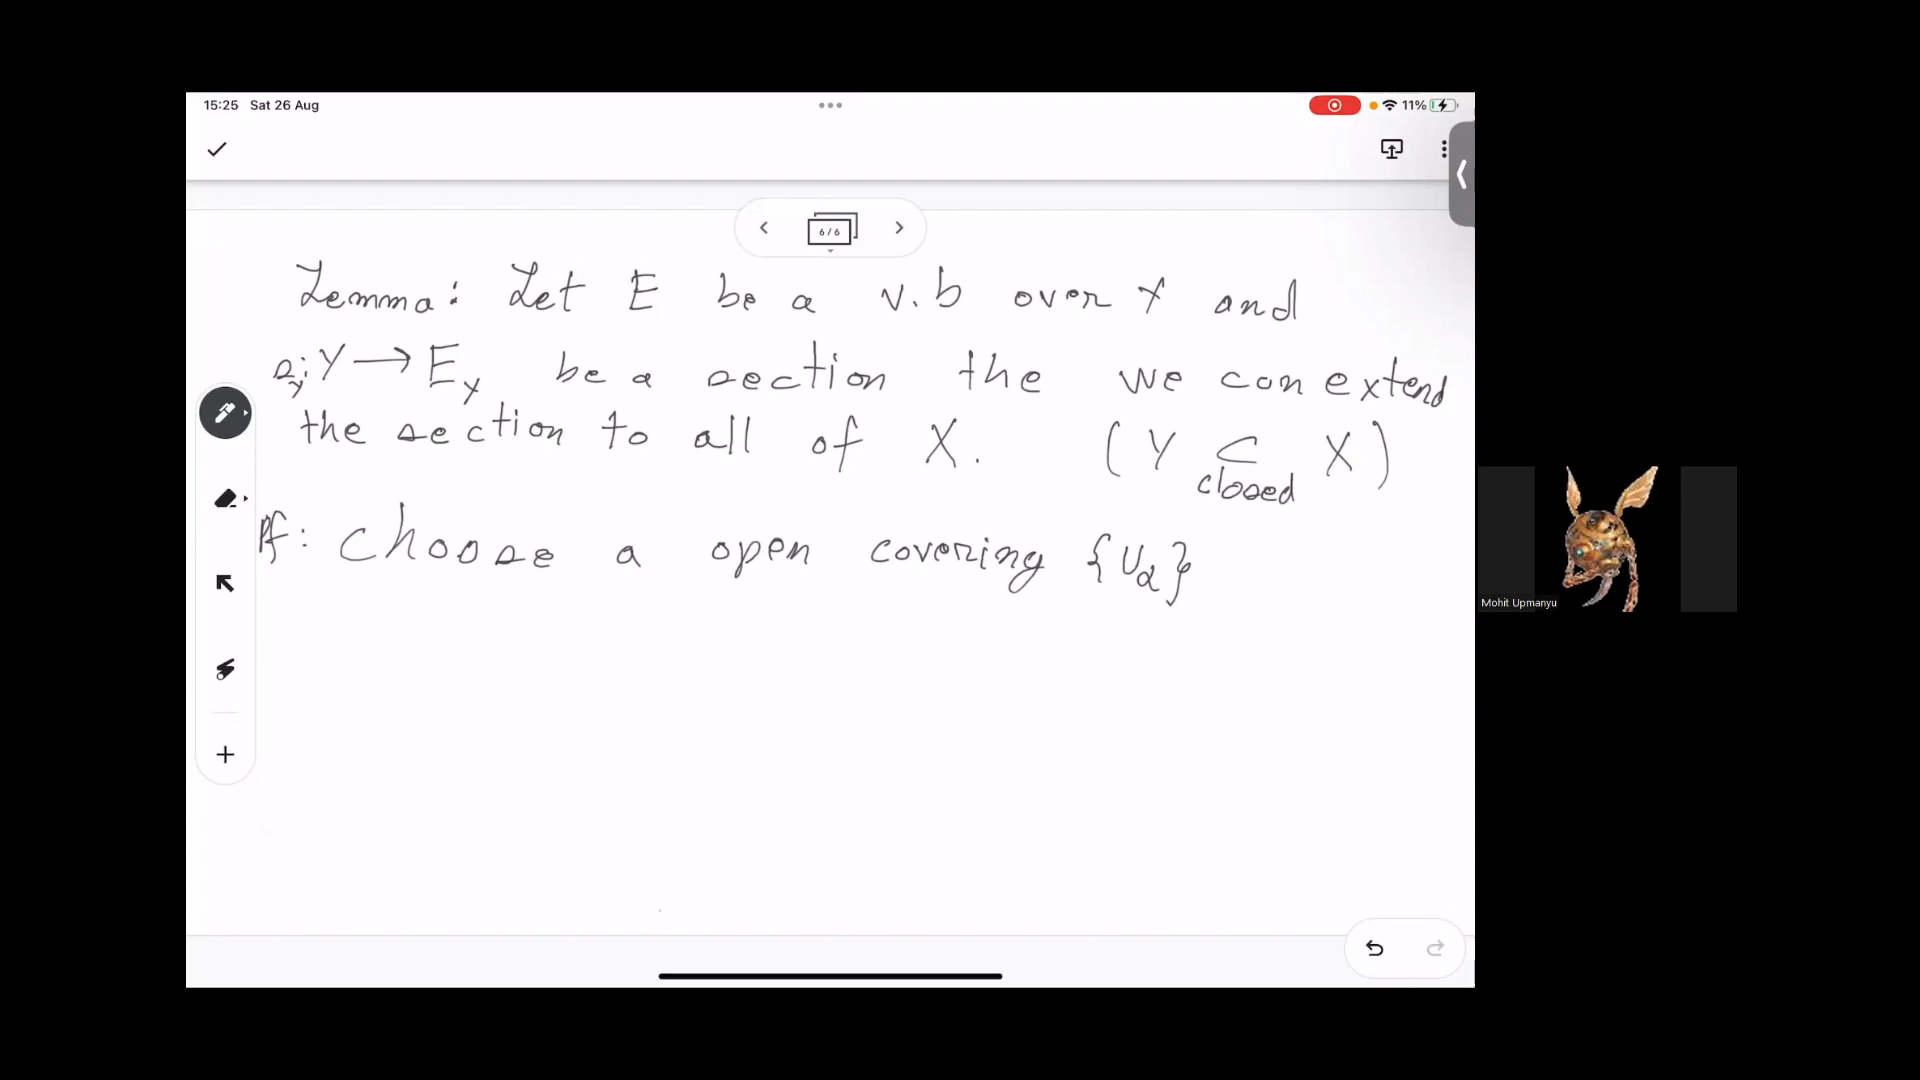 15:25 Sat 26 Aug
11%
6/6
Lemma: Let E be a v.b over X and
s_Y: Y → E_Y be a section the we can extend
the section to all of X. (Y ⊂ X)
closed
Pf: choose a open covering {U_α}
Mohit Upmanyu